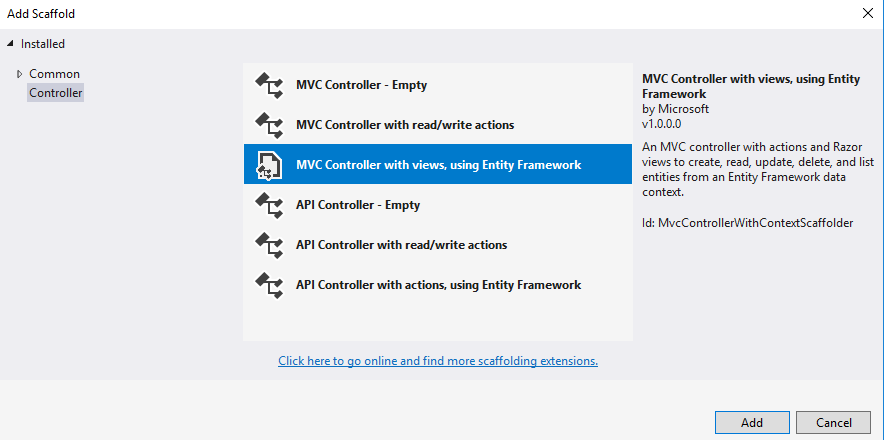 Add Scaffold
Installed
Common
Controller
MVC Controller - Empty
MVC Controller with read/write actions
MVC Controller with views, using Entity Framework
API Controller - Empty
API Controller with read/write actions
API Controller with actions, using Entity Framework
Click here to go online and find more scaffolding extensions.
MVC Controller with views, using Entity
Framework
by Microsoft
v1.0.0.0
An MVC controller with actions and Razor
views to create, read, update, delete, and list
entities from an Entity Framework data
context.
Id: MvcControllerWithContextScaffolder
Add
Cancel